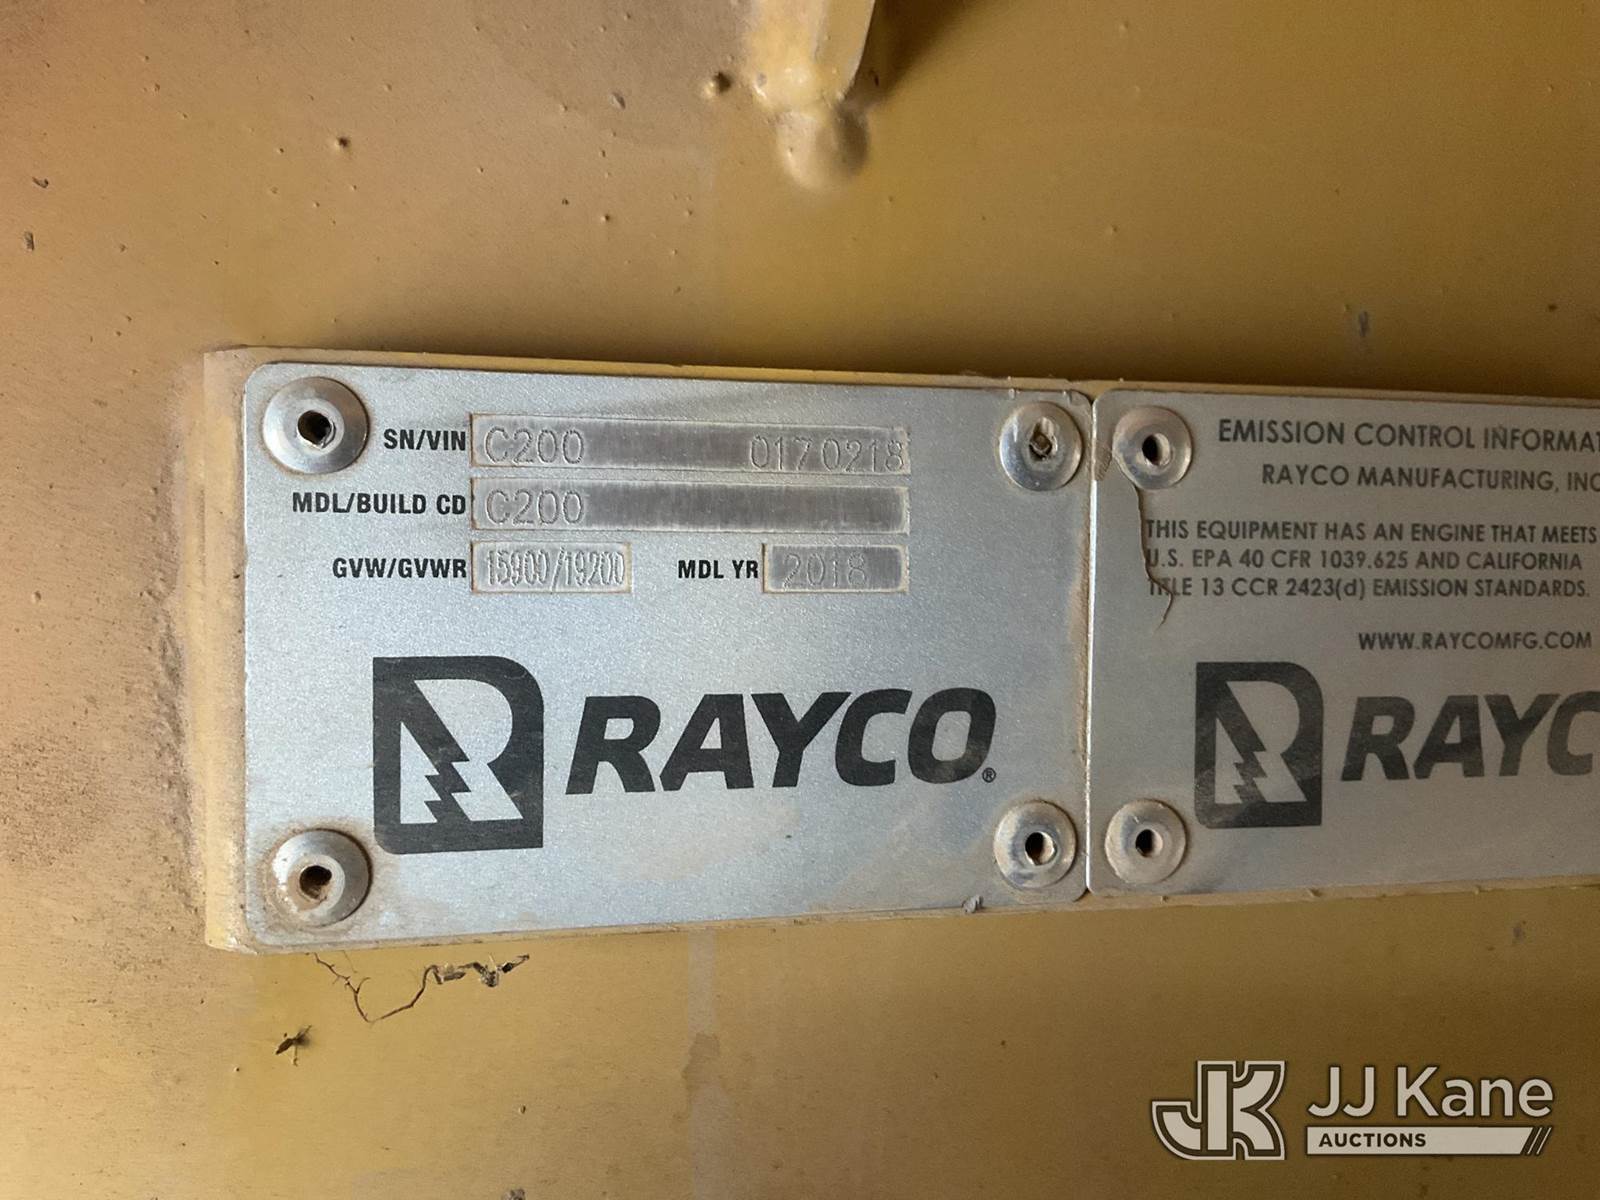 SN/VIN C200 0170218
MDL/BUILD CD C200
GVW/GVWR 15900/19200 MDL YR 2018
R RAYCO®
EMISSION CONTROL INFORMAT
RAYCO MANUFACTURING, INC
THIS EQUIPMENT HAS AN ENGINE THAT MEETS
U.S. EPA 40 CFR 1039.625 AND CALIFORNIA
TITLE 13 CCR 2423(d) EMISSION STANDARDS.
WWW.RAYCOMFG.COM
R RAYC
JK JJ Kane
AUCTIONS